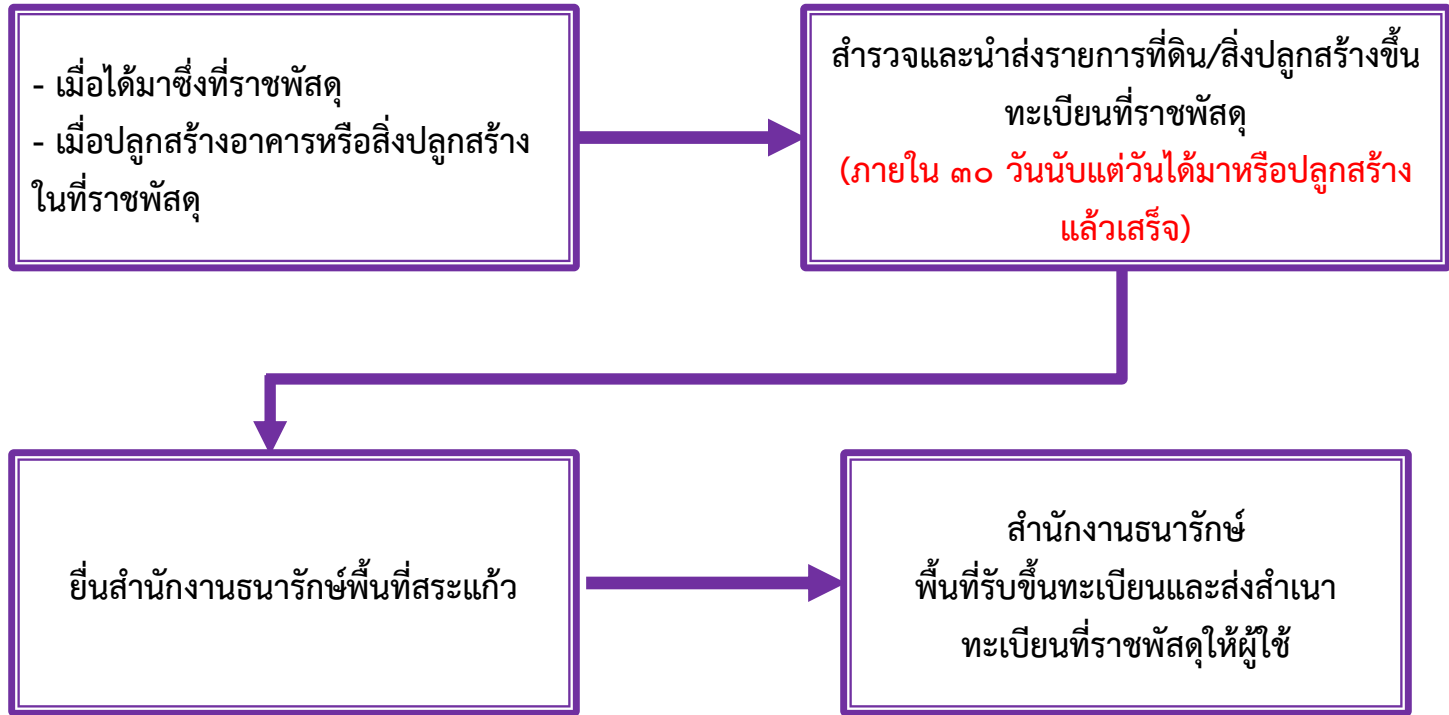 - เมื่อได้มาซึ่งที่ราชพัสดุ
- เมื่อปลูกสร้างอาคารหรือสิ่งปลูกสร้าง
ในที่ราชพัสดุ
สำรวจและนำส่งรายการที่ดิน/สิ่งปลูกสร้างขึ้น
ทะเบียนที่ราชพัสดุ
(ภายใน ๓๐ วันนับแต่วันได้มาหรือปลูกสร้าง
แล้วเสร็จ)
ยื่นสำนักงานธนารักษ์พื้นที่สระแก้ว
สำนักงานธนารักษ์
พื้นที่รับขึ้นทะเบียนและส่งสำเนา
ทะเบียนที่ราชพัสดุให้ผู้ใช้